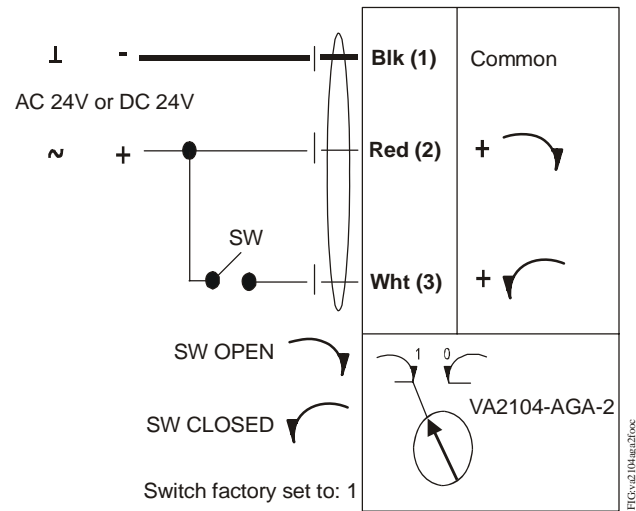 ⊥ - Blk (1) Common
AC 24V or DC 24V
~ + Red (2) +
SW
Wht (3) +
SW OPEN
1 0
SW CLOSED
VA2104-AGA-2
Switch factory set to: 1
FIG:va2104aga2fooc